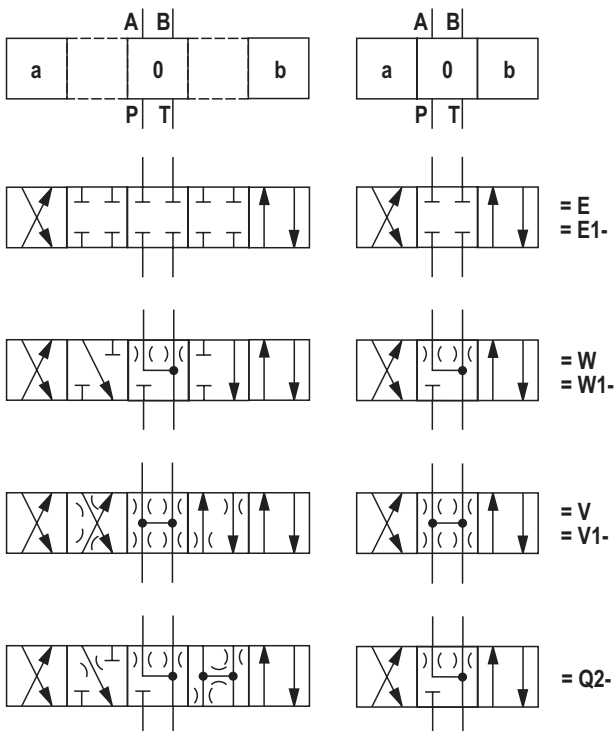 A B A B
a 0 b a 0 b
P T P T
= E
= E1-
= W
= W1-
= V
= V1-
= Q2-